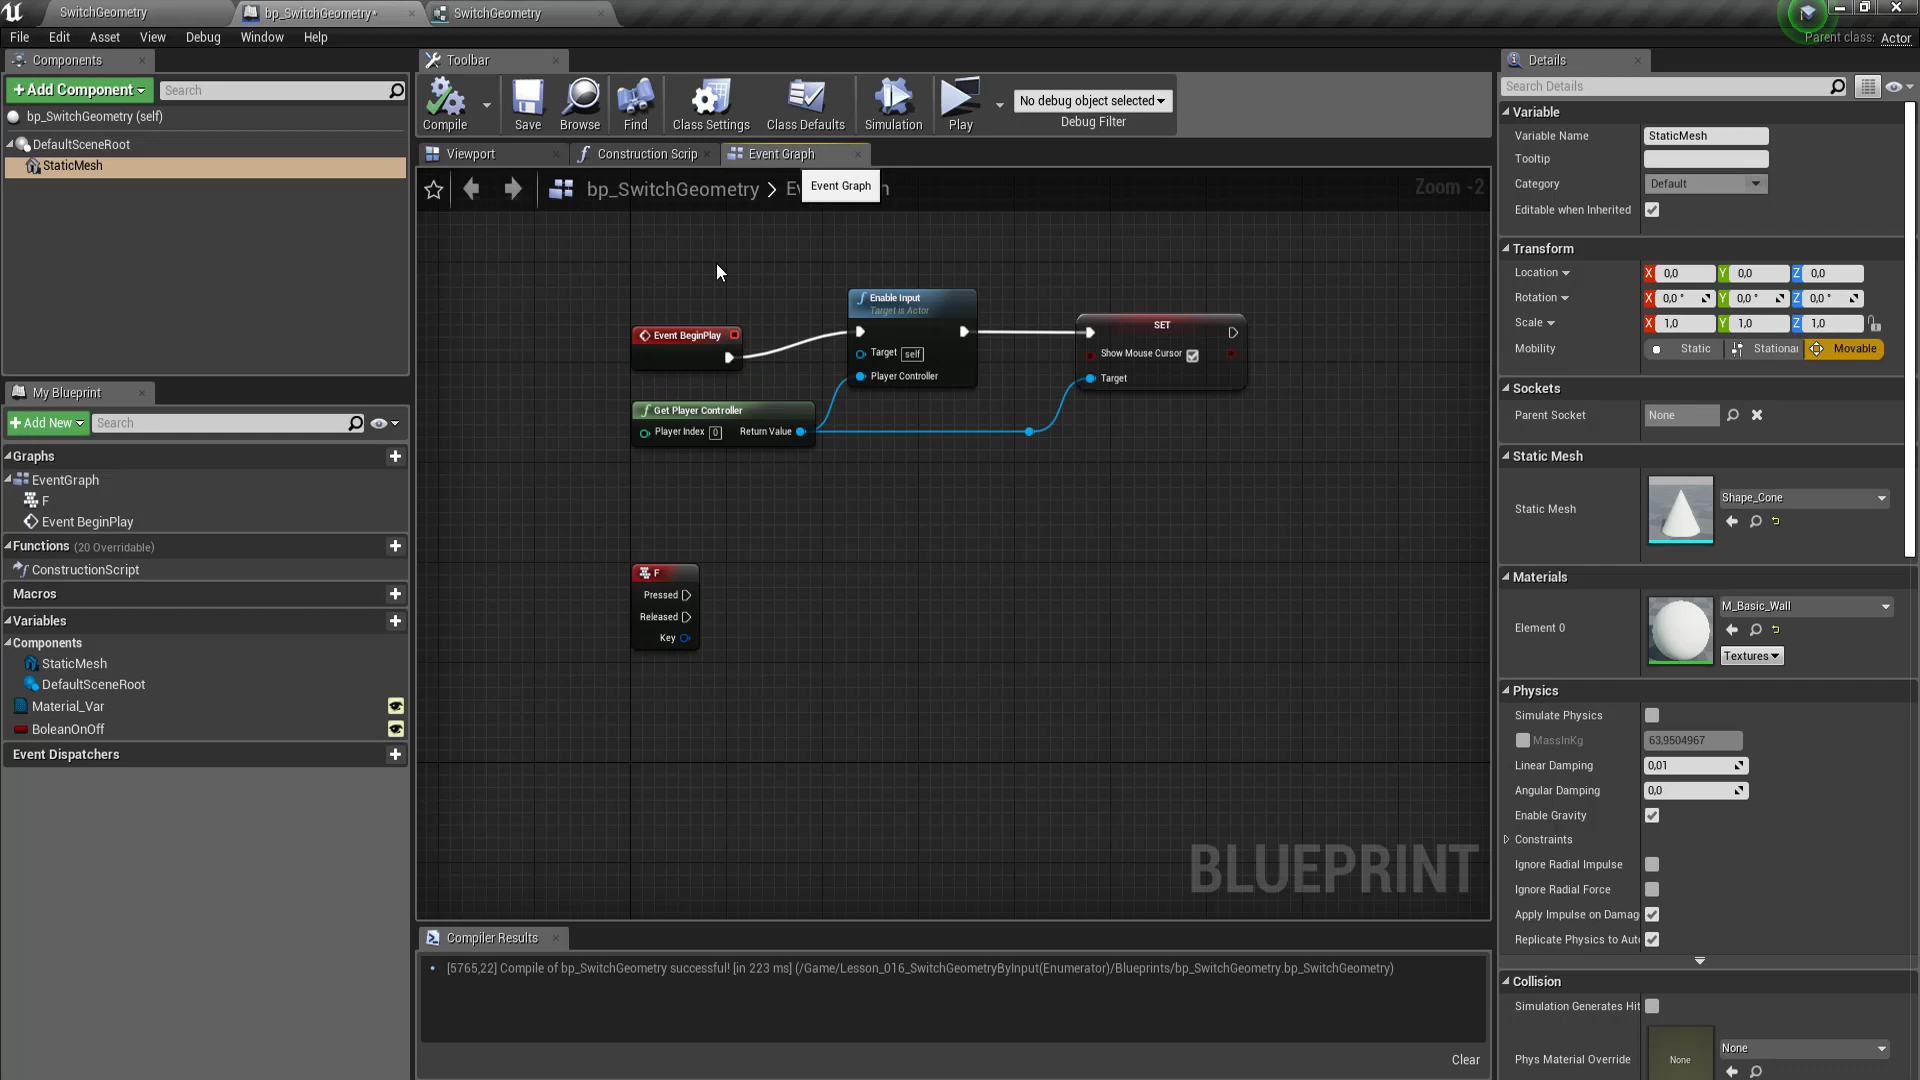 SwitchGeometry
bp_SwitchGeometry*
SwitchGeometry
File Edit Asset View Debug Window Help
Parent class: Actor
Components
+Add Component
Search
bp_SwitchGeometry (self)
DefaultSceneRoot
StaticMesh
My Blueprint
+Add New
Search
Graphs
EventGraph
F
Event BeginPlay
Functions (20 Overridable)
ConstructionScript
Macros
Variables
Components
StaticMesh
DefaultSceneRoot
Material_Var
BoleanOnOff
Event Dispatchers
Toolbar
Compile
Save
Browse
Find
Class Settings
Class Defaults
Simulation
Play
No debug object selected
Debug Filter
Viewport
Construction Scrip
Event Graph
bp_SwitchGeometry > E
Event Graph
Zoom -2
Event BeginPlay
Enable Input
Target is Actor
Target self
Player Controller
SET
Show Mouse Cursor
Target
Get Player Controller
Player Index 0 Return Value
F
Pressed
Released
Key
BLUEPRINT
Compiler Results
[5765,22] Compile of bp_SwitchGeometry successful! [in 223 ms] (/Game/Lesson_016_SwitchGeometryByInput(Enumerator)/Blueprints/bp_SwitchGeometry.bp_SwitchGeometry)
Clear
Details
Search Details
Variable
Variable Name StaticMesh
Tooltip
Category Default
Editable when Inherited
Transform
Location X 0,0 Y 0,0 Z 0,0
Rotation X 0,0 ° Y 0,0 ° Z 0,0 °
Scale X 1,0 Y 1,0 Z 1,0
Mobility Static Stationar Movable
Sockets
Parent Socket None
Static Mesh
Static Mesh Shape_Cone
Materials
Element 0 M_Basic_Wall
Textures
Physics
Simulate Physics
MassInKg 63,9504967
Linear Damping 0,01
Angular Damping 0,0
Enable Gravity
Constraints
Ignore Radial Impulse
Ignore Radial Force
Apply Impulse on Damag
Replicate Physics to Aut
Collision
Simulation Generates Hit
Phys Material Override None None